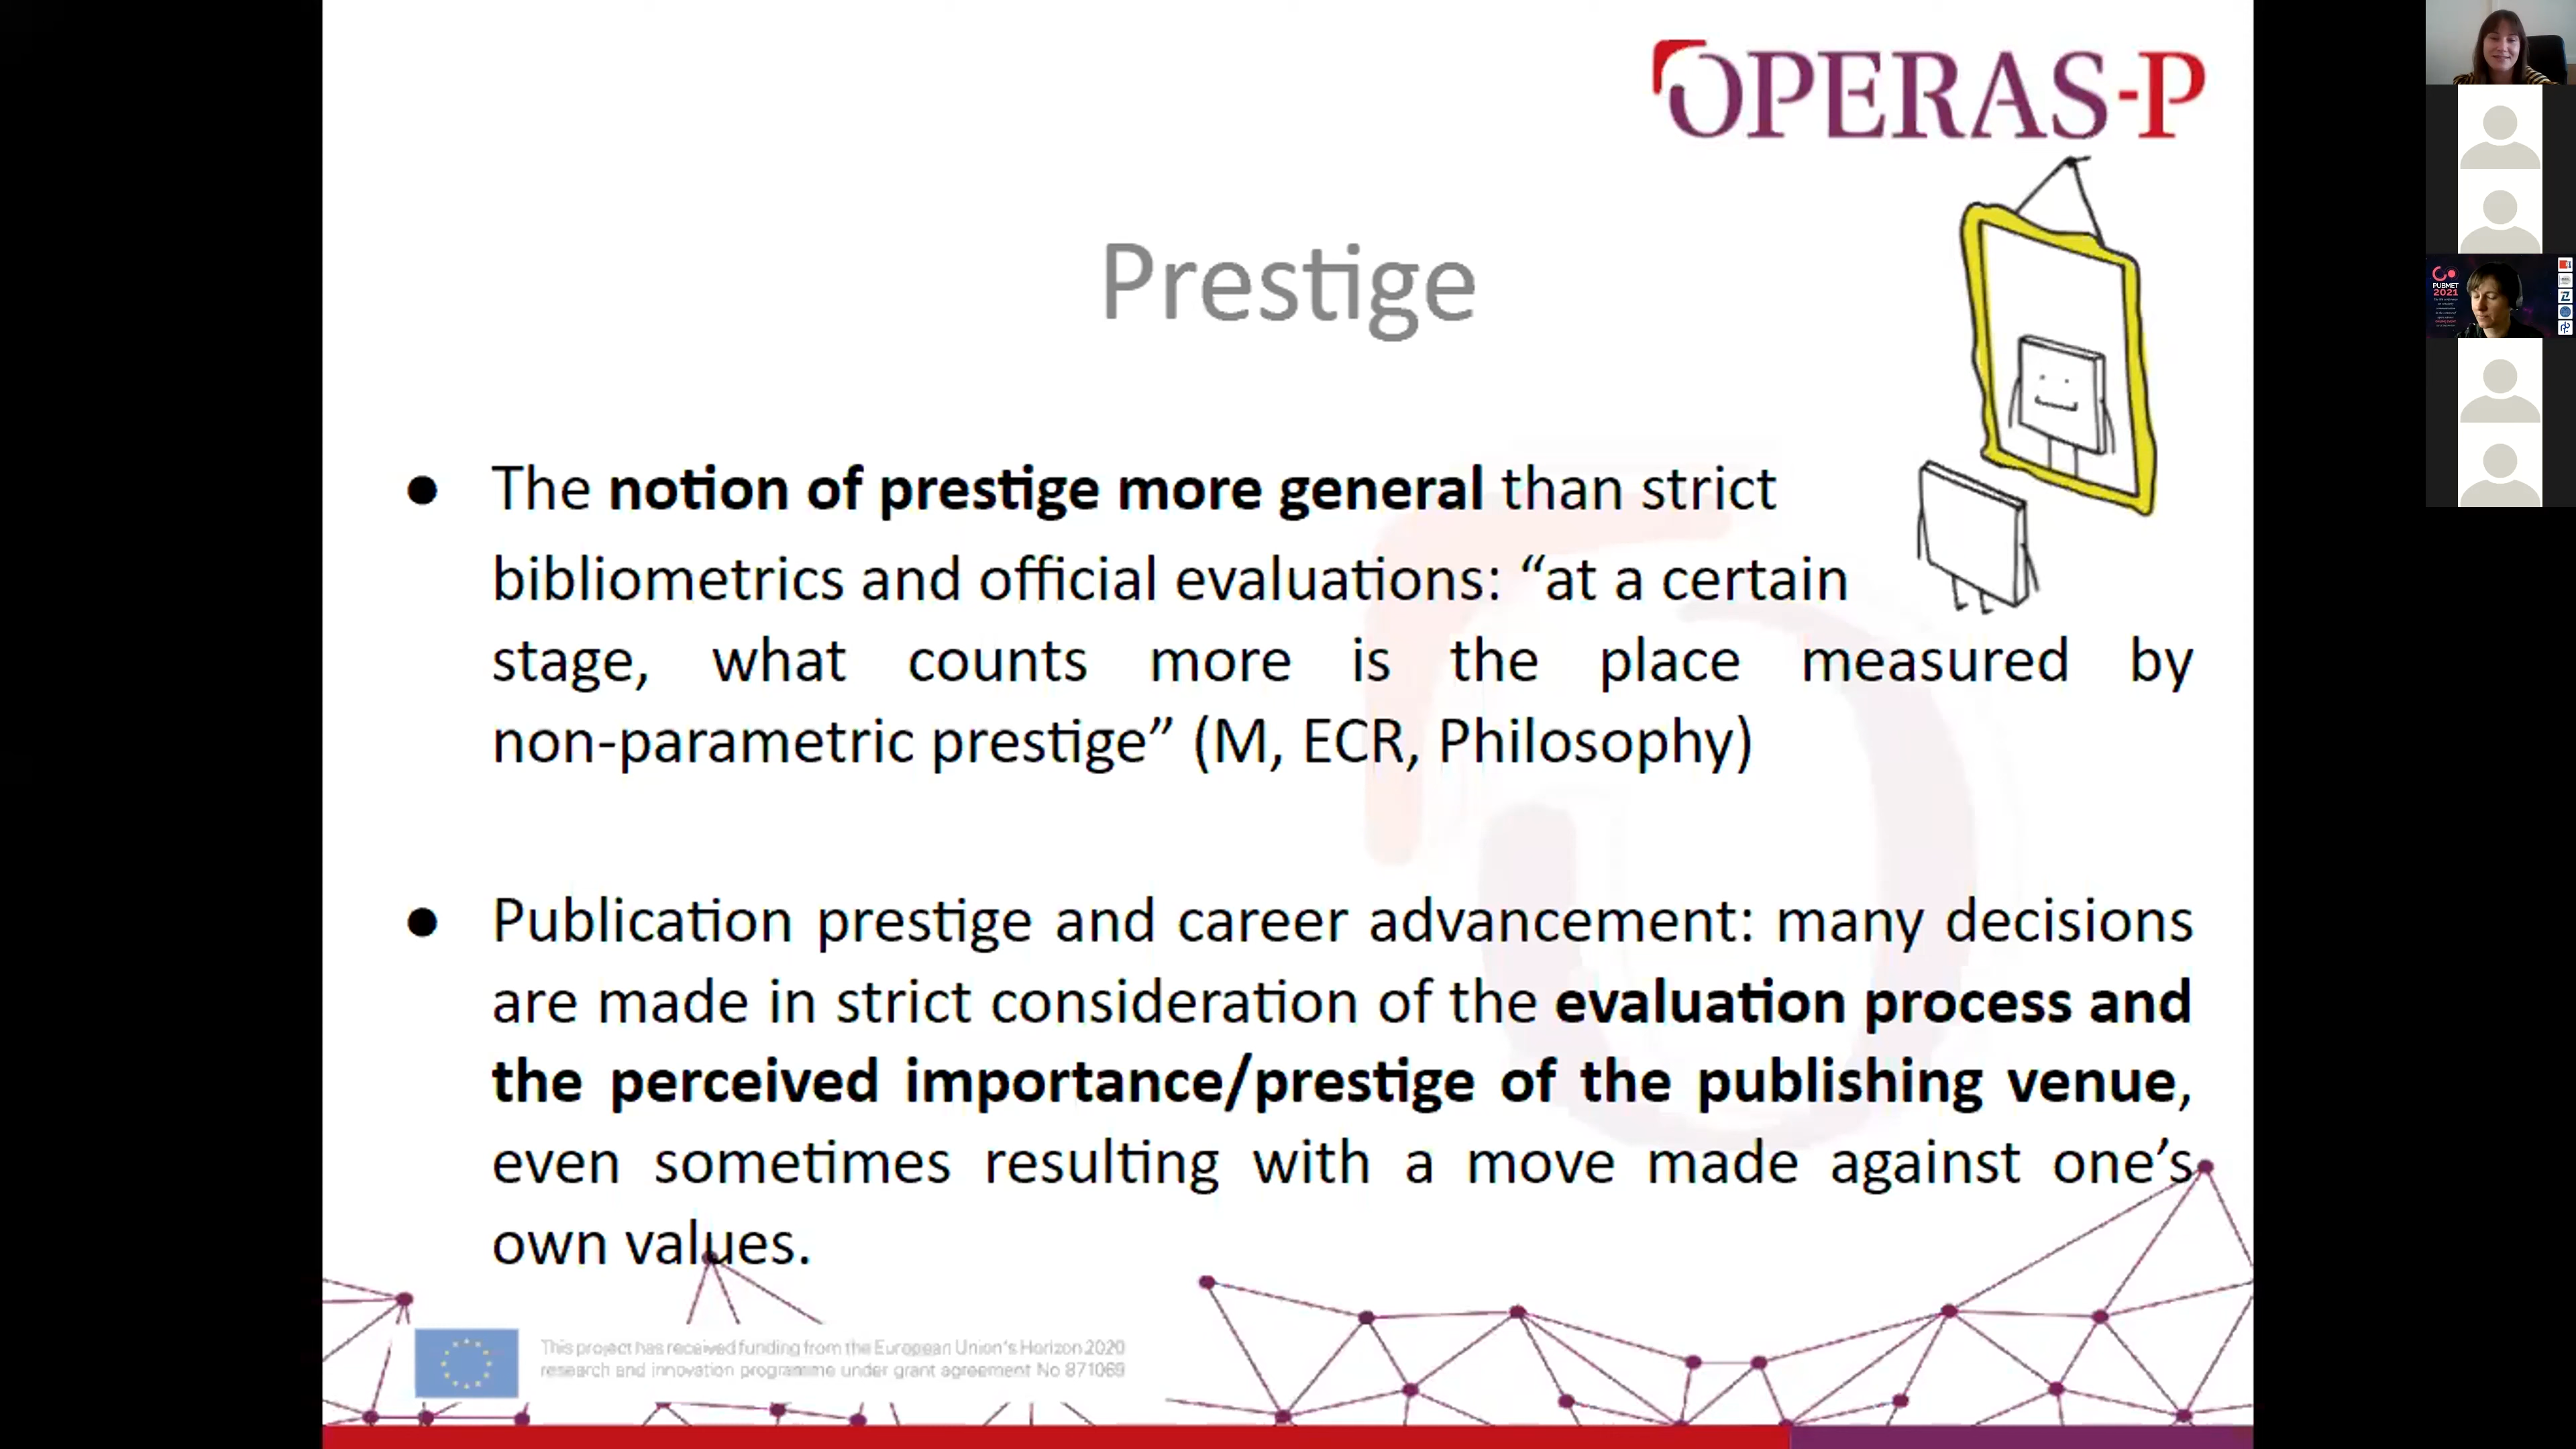 OPERAS-P
Prestige
● The notion of prestige more general than strict
bibliometrics and official evaluations: “at a certain
stage, what counts more is the place measured by
non-parametric prestige” (M, ECR, Philosophy)
● Publication prestige and career advancement: many decisions
are made in strict consideration of the evaluation process and
the perceived importance/prestige of the publishing venue,
even sometimes resulting with a move made against one’s
own values.
This project has received funding from the European Union’s Horizon 2020
research and innovation programme under grant agreement No 871069
PUBMET
2021